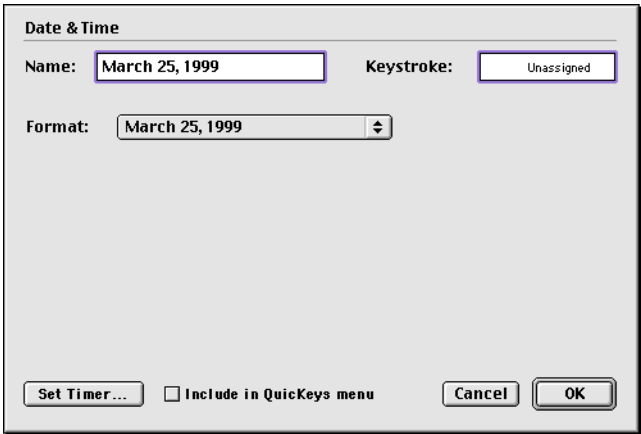 Date & Time
Name: March 25, 1999 Keystroke: Unassigned
Format: March 25, 1999
Set Timer... Include in QuicKeys menu Cancel OK